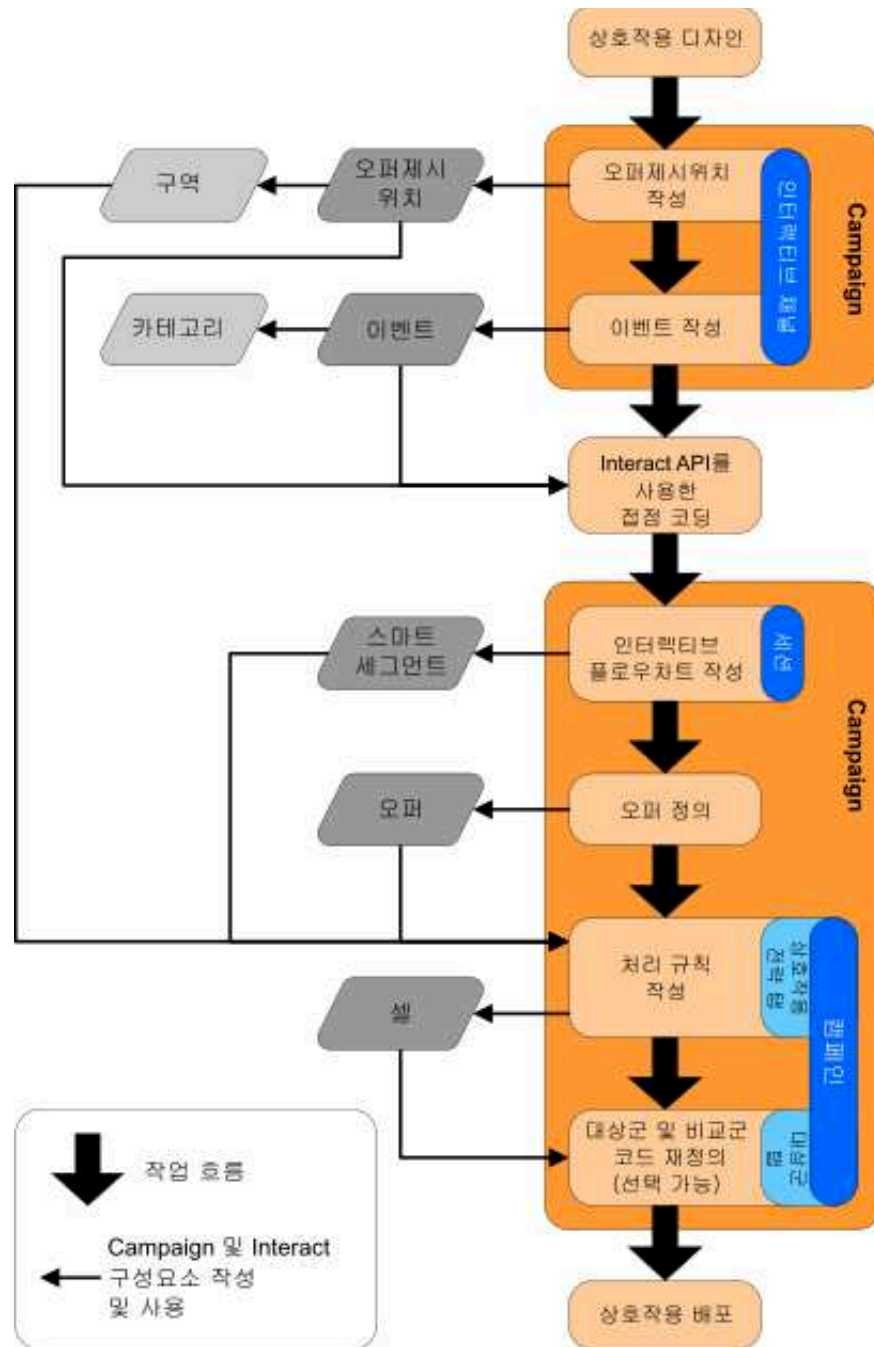 상호작용 디자인
구역
오퍼제시
위치
오퍼제시위치
작성
인터랙티브 채널
Campaign
카테고리
이벤트
이벤트 작성
Interact API를
사용한
접점 코딩
스마트
세그먼트
인터랙티브
플로우차트 작성
세션
Campaign
오퍼
오퍼 정의
처리 규칙
작성
상호작용
전략 탭
캠페인
셀
대상군 및 비교군
코드 재정의
(선택 가능)
대상군
탭
작업 흐름
Campaign 및 Interact
구성요소 작성
및 사용
상호작용 배포